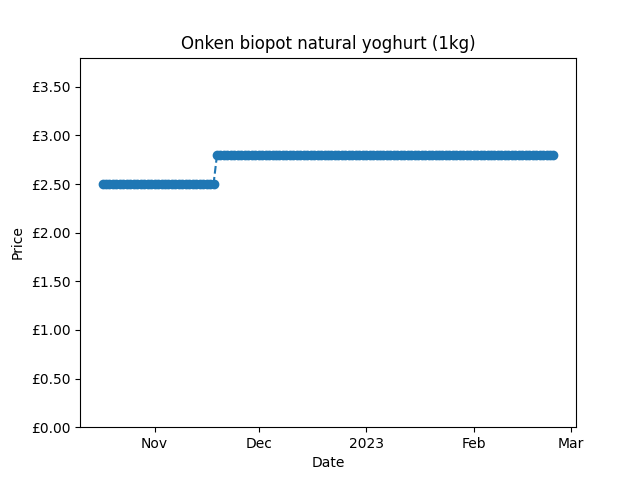 Onken biopot natural yoghurt (1kg)
£3.50
£3.00
£2.50
£2.00
£1.50
£1.00
£0.50
£0.00
Price
Nov Dec 2023 Feb Mar
Date